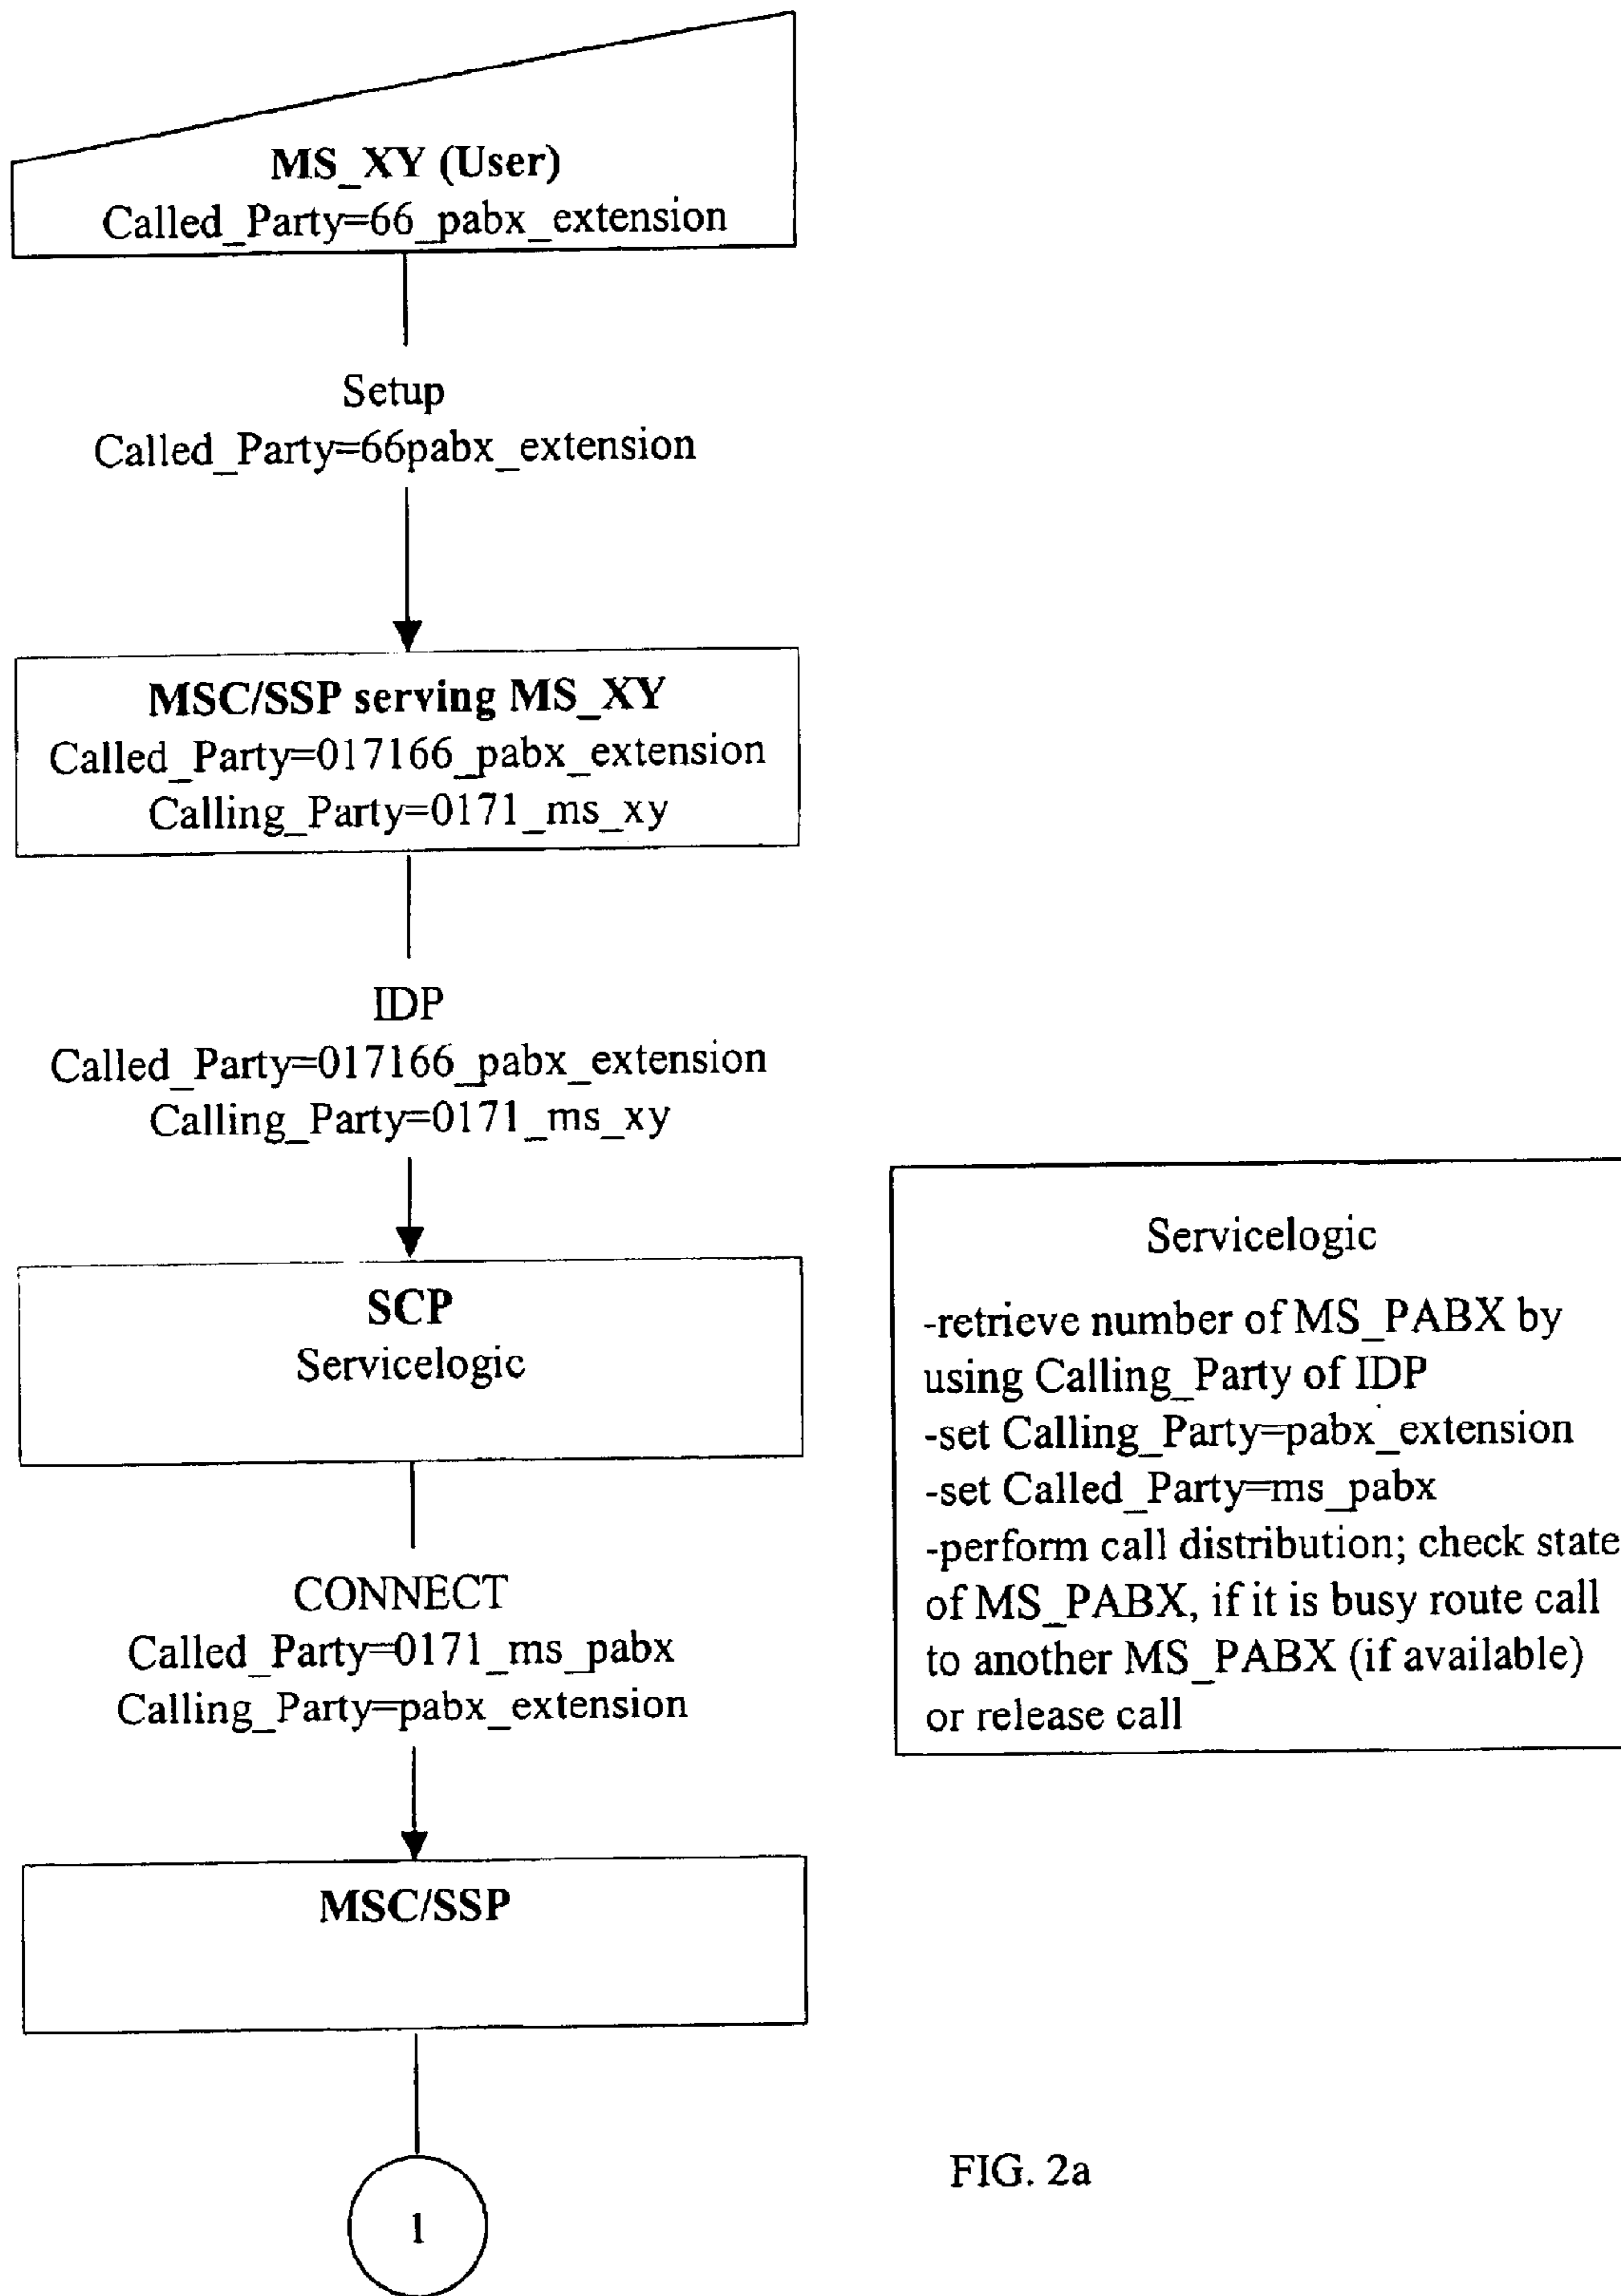 MS_XY (User)
Called_Party=66_pabx_extension
Setup
Called_Party=66pabx_extension
MSC/SSP serving MS_XY
Called_Party=017166_pabx_extension
Calling_Party=0171_ms_xy
IDP
Called_Party=017166_pabx_extension
Calling_Party=0171_ms_xy
SCP
Servicelogic
CONNECT
Called_Party=0171_ms_pabx
Calling_Party=pabx_extension
MSC/SSP
1
Servicelogic
-retrieve number of MS_PABX by
using Calling_Party of IDP
-set Calling_Party=pabx_extension
-set Called_Party=ms_pabx
-perform call distribution; check state
of MS_PABX, if it is busy route call
to another MS_PABX (if available)
or release call
FIG. 2a